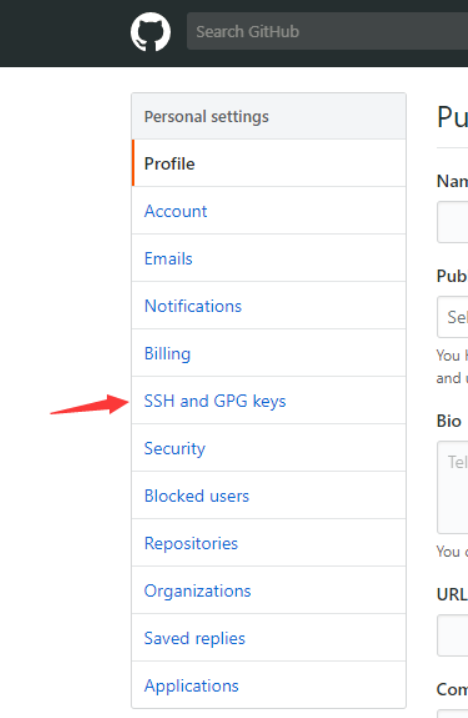 Search GitHub
Personal settings
Profile
Account
Emails
Notifications
Billing
SSH and GPG keys
Security
Blocked users
Repositories
Organizations
Saved replies
Applications
Pu
Nam
Pub
Sel
You h
and u
Bio
Tel
You c
URL
Com